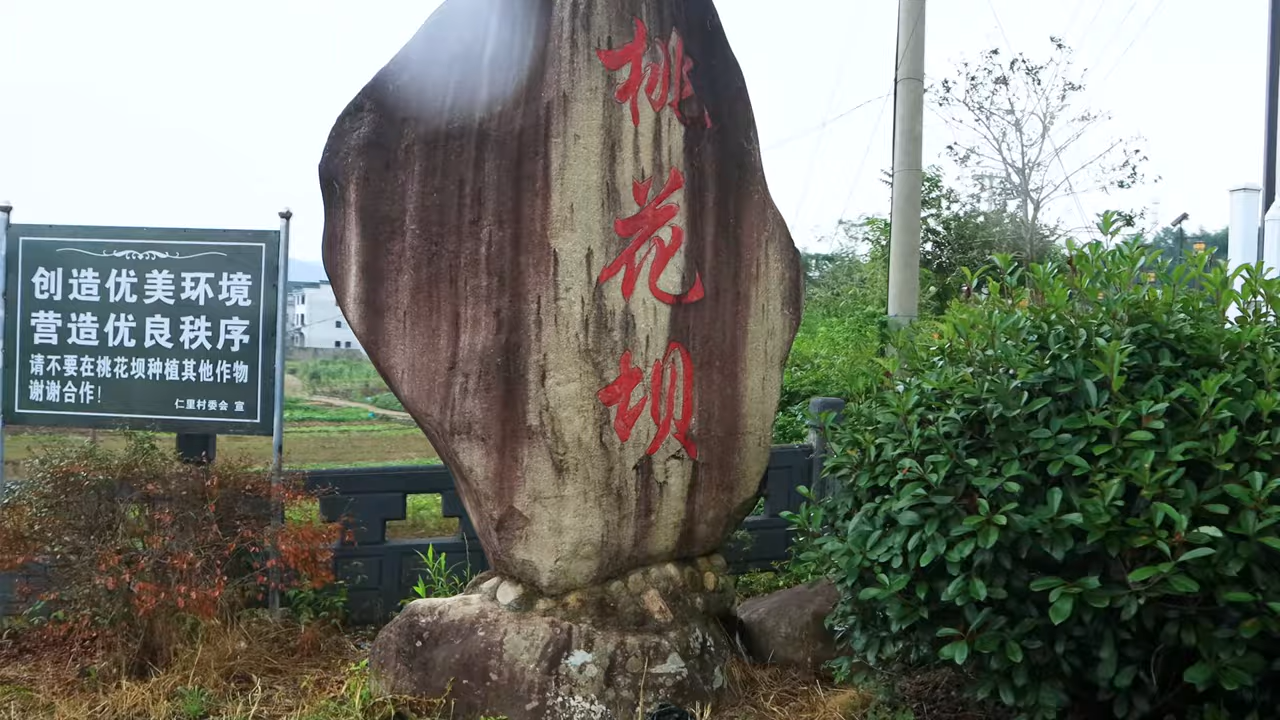 创造优美环境
营造优良秩序
请不要在桃花坝种植其他作物
谢谢合作！
仁里村委会 宣
桃花坝